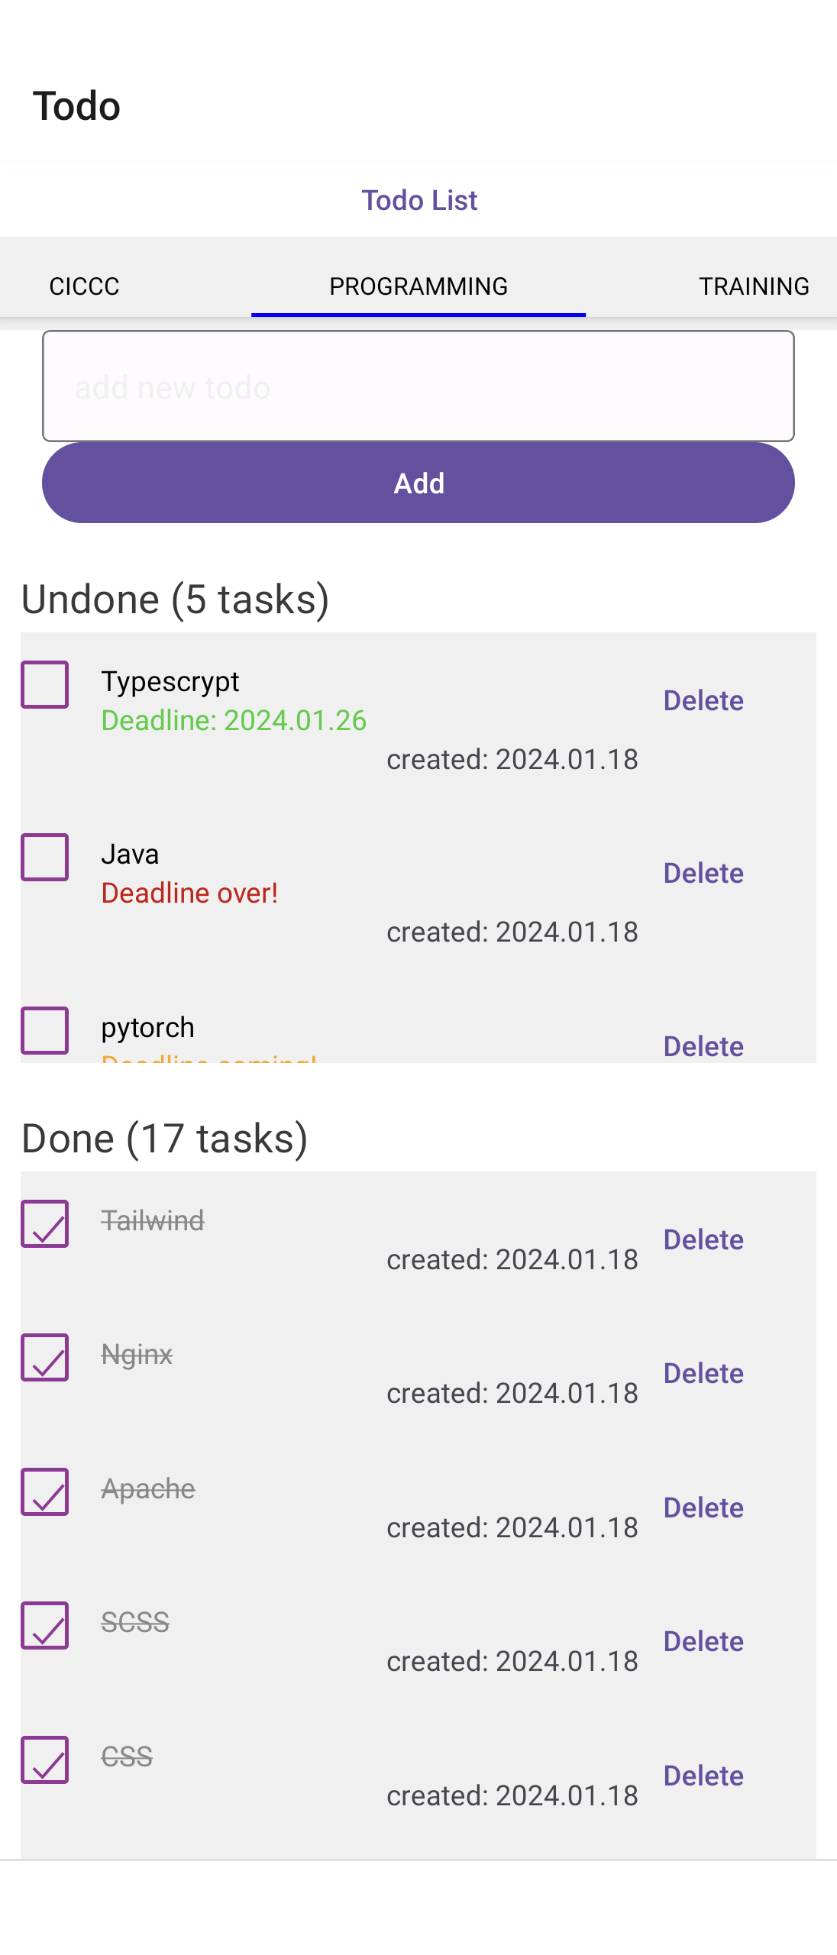 Todo
Todo List
CICCC
PROGRAMMING
TRAINING
add new todo
Add
Undone (5 tasks)
Typescrypt
Delete
Deadline: 2024.01.26
created: 2024.01.18
Java
Delete
Deadline over!
created: 2024.01.18
pytorch
Delete
Deadline coming!
Done (17 tasks)
Tailwind
Delete
created: 2024.01.18
Nginx
Delete
created: 2024.01.18
Apache
Delete
created: 2024.01.18
SCSS
Delete
created: 2024.01.18
CSS
Delete
created: 2024.01.18